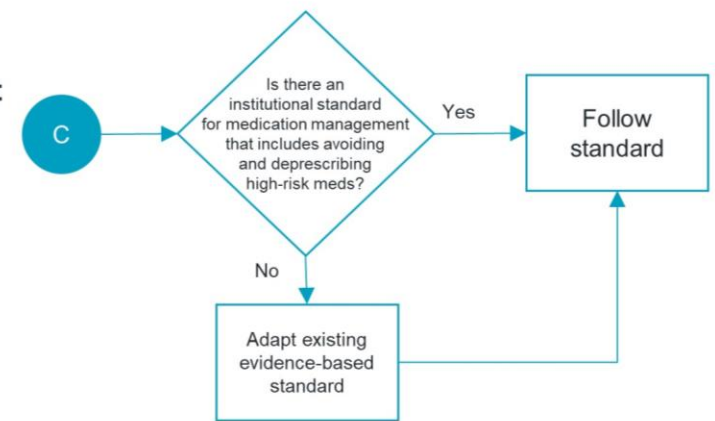 :
C
Is there an
institutional standard
for medication management
that includes avoiding
and deprescribing
high-risk meds?
Yes
Follow
standard
No
Adapt existing
evidence-based
standard